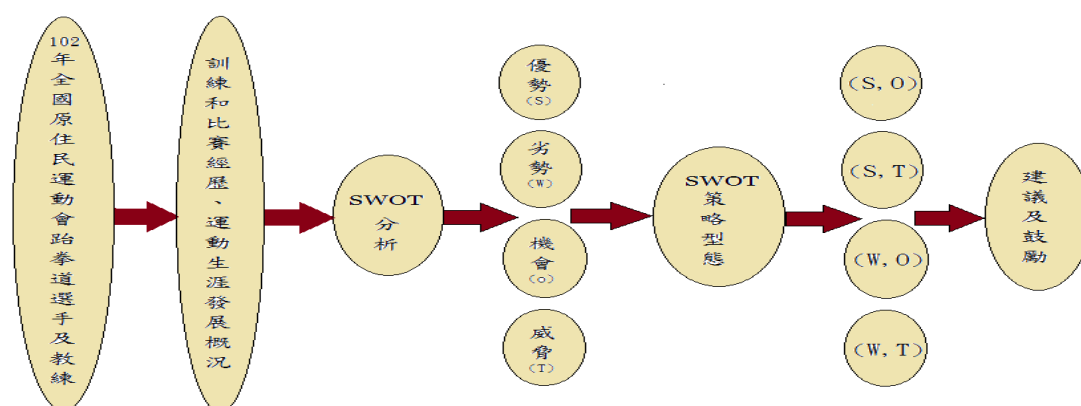 102年全國原住民運動會跆拳道選手及教練
訓練和比賽經歷、運動生涯發展概況
SWOT
分析
優勢
(S)
劣勢
(W)
機會
(o)
威脅
(T)
SWOT
策略型態
(S, O)
(S, T)
(W, O)
(W, T)
建議及鼓勵